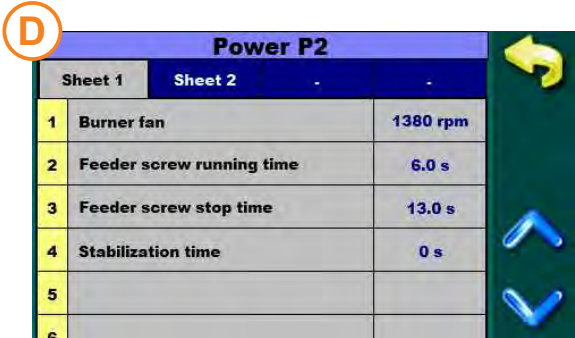 D
Power P2
Sheet 1 Sheet 2 - -
1 Burner fan 1380 rpm
2 Feeder screw running time 6.0 s
3 Feeder screw stop time 13.0 s
4 Stabilization time 0 s
5
6